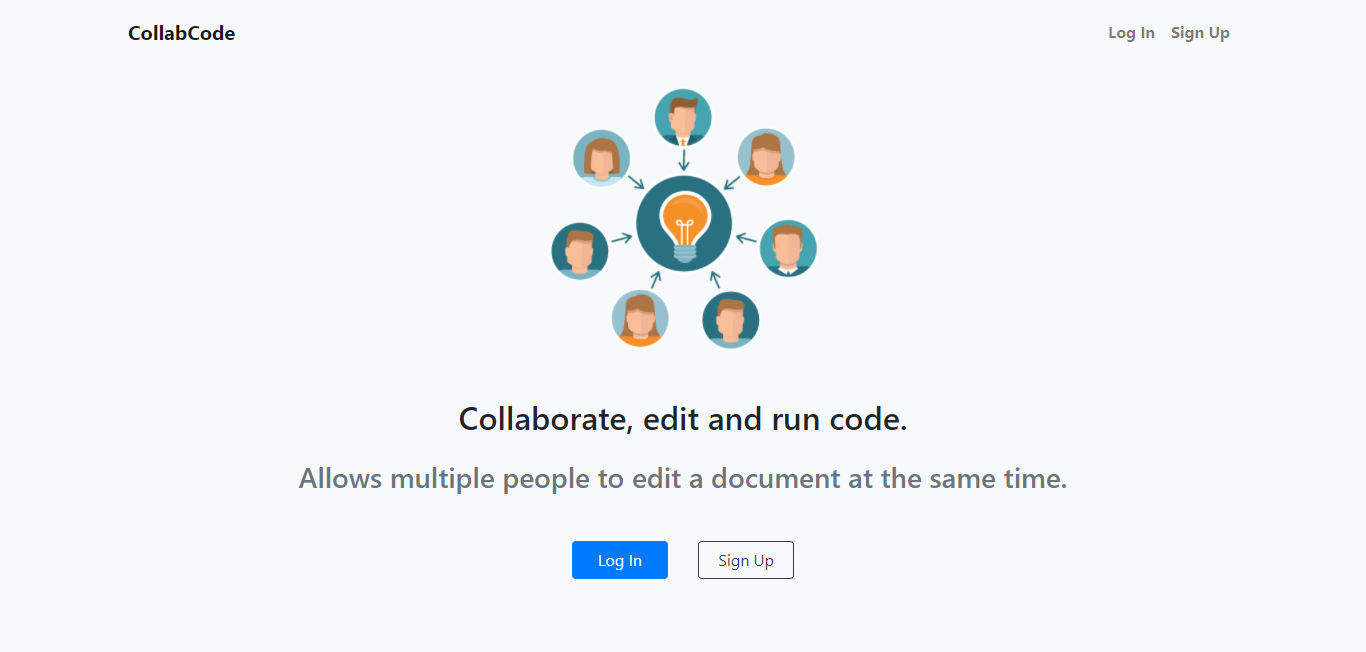 CollabCode
Log In
Sign Up
Collaborate, edit and run code.
Allows multiple people to edit a document at the same time.
Log In
Sign Up